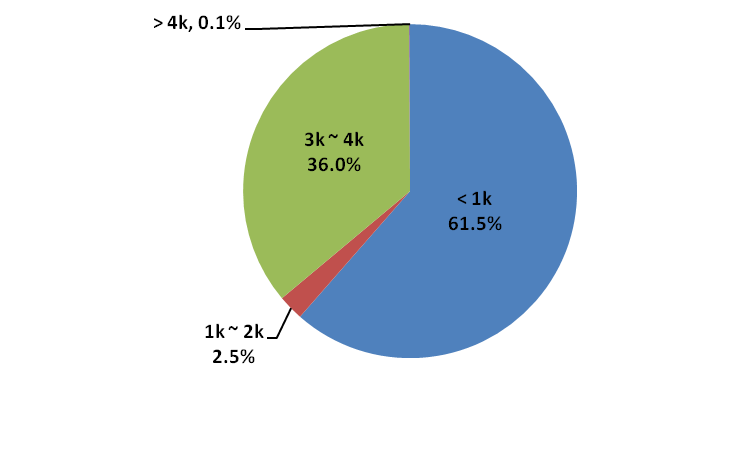 > 4k, 0.1%
3k ~ 4k
36.0%
< 1k
61.5%
1k ~ 2k
2.5%